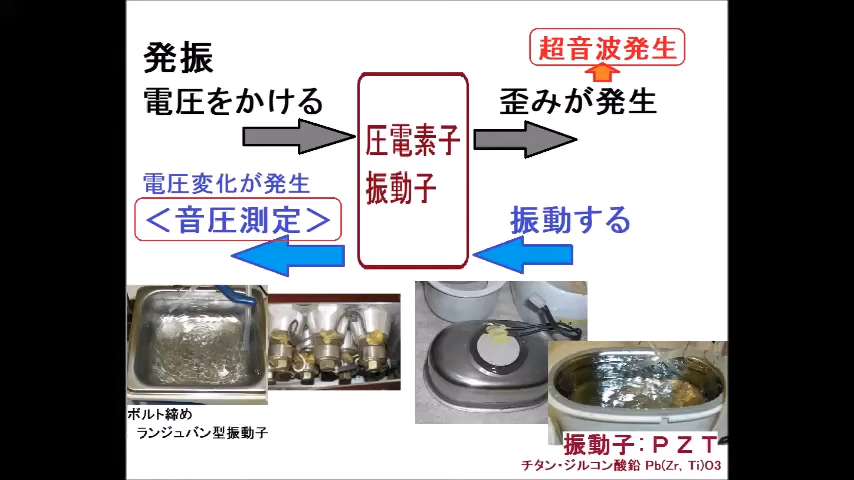 発振
電圧をかける
超音波発生
歪みが発生
圧電素子
振動子
電圧変化が発生
＜音圧測定＞
振動する
ボルト締め
ランジュバン型振動子
振動子：ＰＺＴ
チタン・ジルコン酸鉛 Pb(Zr, Ti)O3